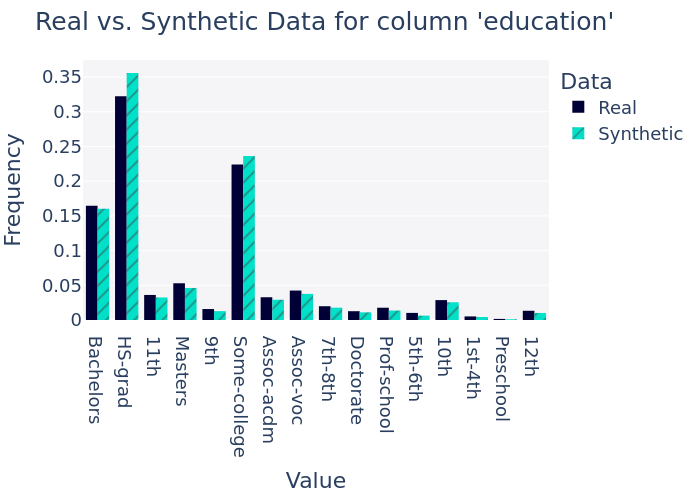 Real vs. Synthetic Data for column 'education'
Frequency
0.35
0.3
0.25
0.2
0.15
0.1
0.05
0
Data
Real
Synthetic
Bachelors
HS-grad
11th
Masters
9th
Some-college
Assoc-acdm
Assoc-voc
7th-8th
Doctorate
Prof-school
5th-6th
10th
1st-4th
Preschool
12th
Value